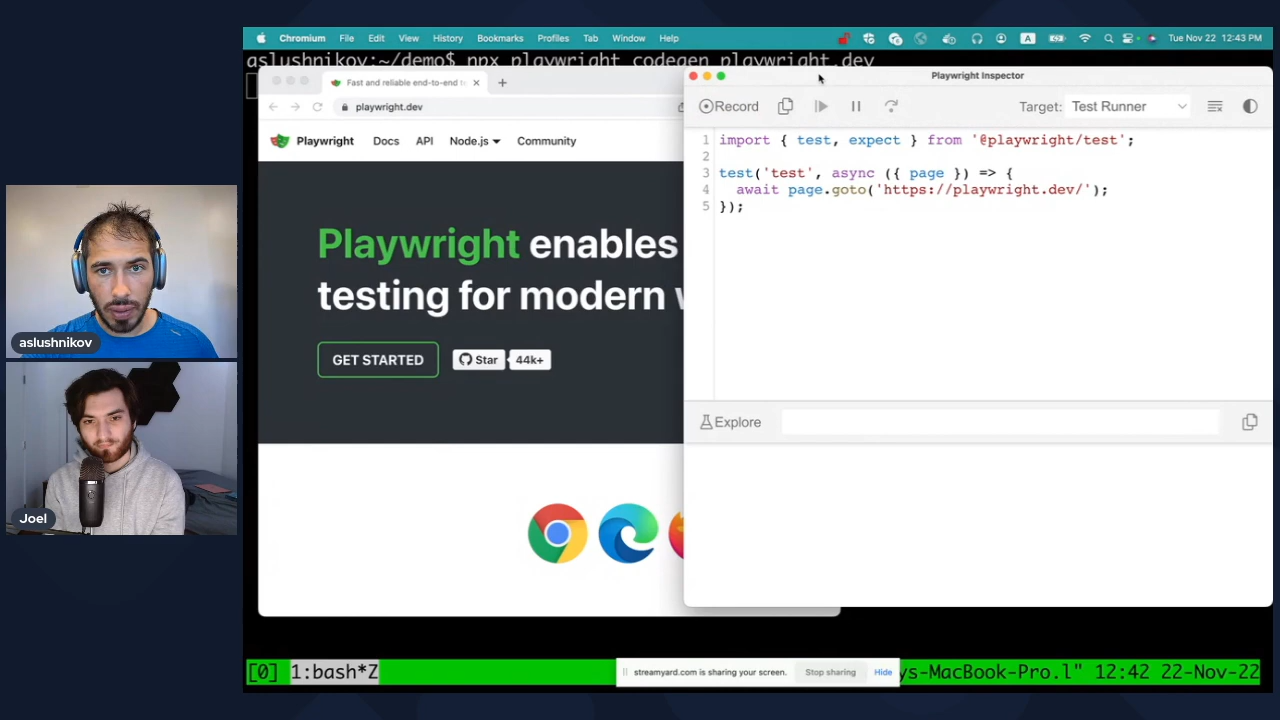 Chromium File Edit View History Bookmarks Profiles Tab Window Help A Tue Nov 22 12:43 PM
aslushnikov:~/demo$ npx playwright codegen playwright.dev
Fast and reliable end-to-end t
playwright.dev
Playwright Docs API Node.js Community
Playwright enables
testing for modern w
GET STARTED Star 44k+
Playwright Inspector
Record Target: Test Runner
1 import { test, expect } from '@playwright/test';
2
3 test('test', async ({ page }) => {
4 await page.goto('https://playwright.dev/');
5 });
Explore
aslushnikov
Joel
[0] 1:bash*Z
streamyard.com is sharing your screen. Stop sharing Hide
ys-MacBook-Pro.l" 12:42 22-Nov-22